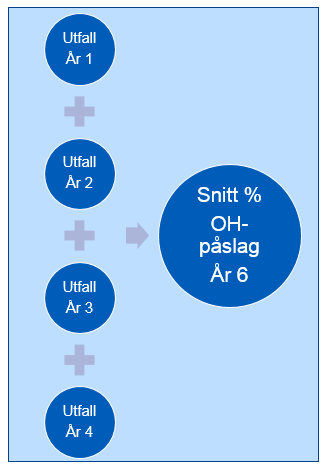 Utfall
År 1
Utfall
År 2
Utfall
År 3
Utfall
År 4
Snitt %
OH-
påslag
År 6